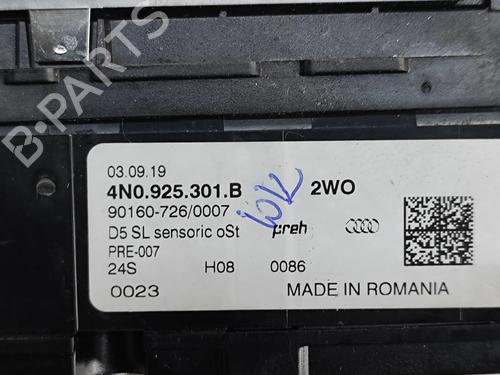 B-PARTS
03.09.19
4N0.925.301.B 2WO
90160-726/0007
D5 SL sensoric oSt preh
PRE-007
24S H08 0086
0023 MADE IN ROMANIA